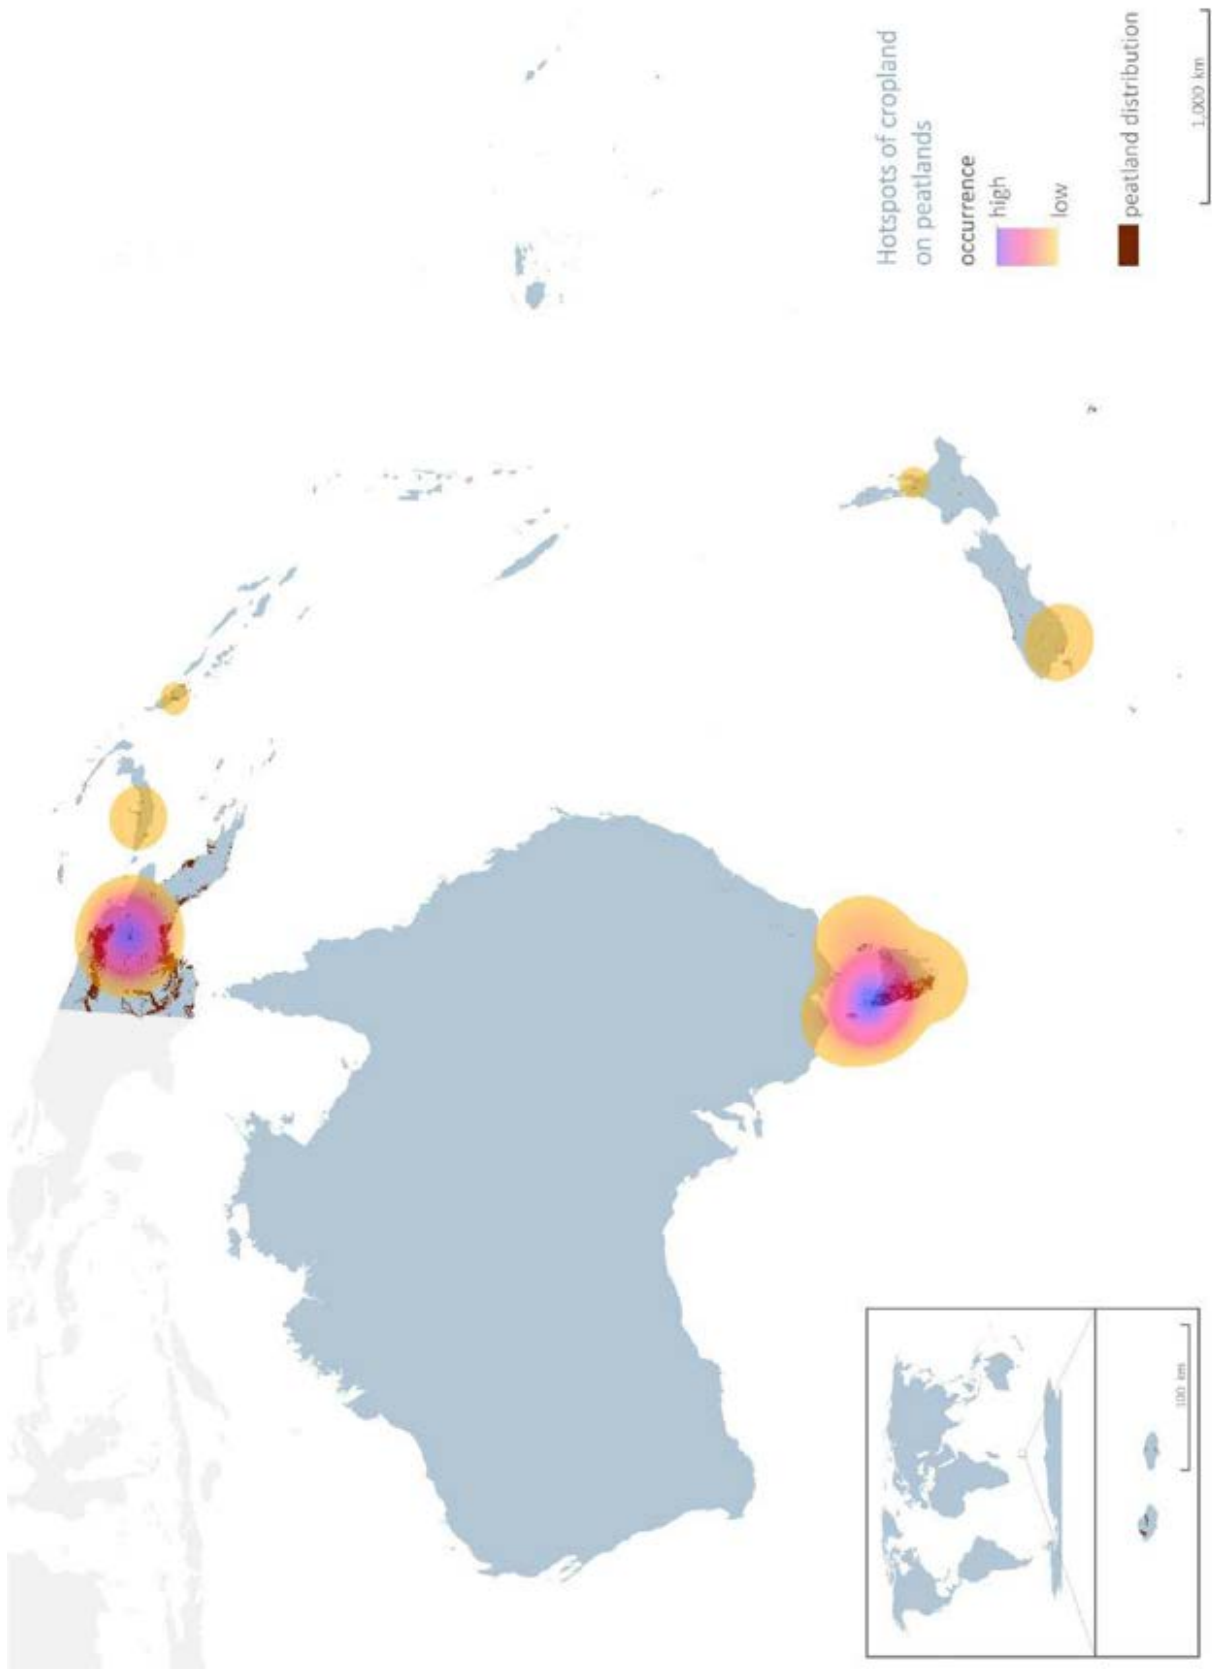 Hotspots of cropland
on peatlands
occurrence
high
low
peatland distribution
1,000 km
100 km